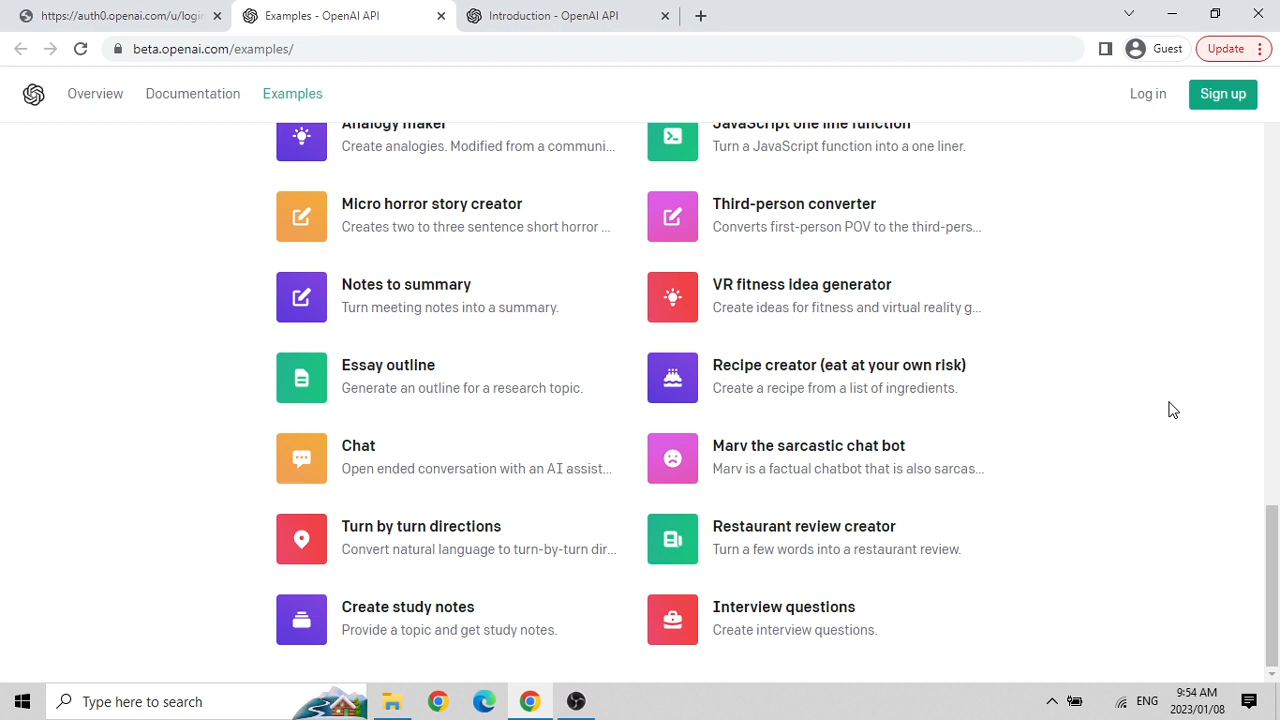 https://auth0.openai.com/u/login
Examples - OpenAI API
Introduction - OpenAI API
beta.openai.com/examples/
Guest
Update
Overview
Documentation
Examples
Log in
Sign up
Analogy maker
Create analogies. Modified from a communi...
JavaScript one line function
Turn a JavaScript function into a one liner.
Micro horror story creator
Creates two to three sentence short horror ...
Third-person converter
Converts first-person POV to the third-pers...
Notes to summary
Turn meeting notes into a summary.
VR fitness idea generator
Create ideas for fitness and virtual reality g...
Essay outline
Generate an outline for a research topic.
Recipe creator (eat at your own risk)
Create a recipe from a list of ingredients.
Chat
Open ended conversation with an AI assist...
Marv the sarcastic chat bot
Marv is a factual chatbot that is also sarcas...
Turn by turn directions
Convert natural language to turn-by-turn dir...
Restaurant review creator
Turn a few words into a restaurant review.
Create study notes
Provide a topic and get study notes.
Interview questions
Create interview questions.
Type here to search
ENG
9:54 AM
2023/01/08